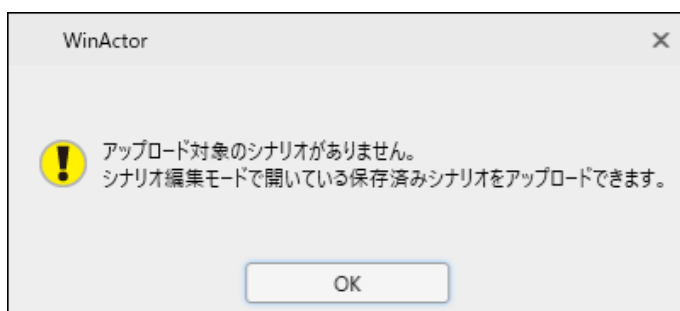 WinActor
アップロード対象のシナリオがありません。
シナリオ編集モードで開いている保存済みシナリオをアップロードできます。
OK